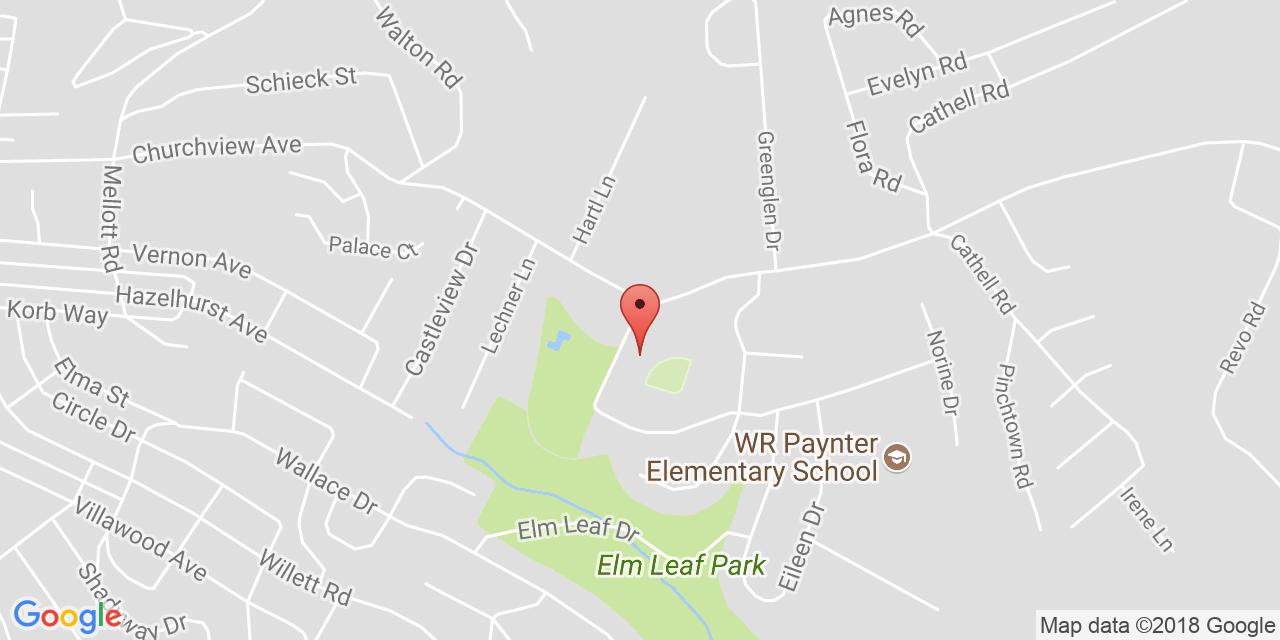 Agnes Rd
Walton Rd
Evelyn Rd
Schieck St
Cathell Rd
Churchview Ave
Flora Rd
Greenglen Dr
Mellott Rd
Hartl Ln
Palace Ct
Vernon Ave
Castleview Dr
Lechner Ln
Cathell Rd
Hazelhurst Ave
Korb Way
Revo Rd
Norine Dr
Elma St
Pinchtown Rd
Circle Dr
WR Paynter
Elementary School
Wallace Dr
Irene Ln
Villawood Ave
Elm Leaf Dr
Eileen Dr
Elm Leaf Park
Willett Rd
Shadeway Dr
Google
Map data ©2018 Google